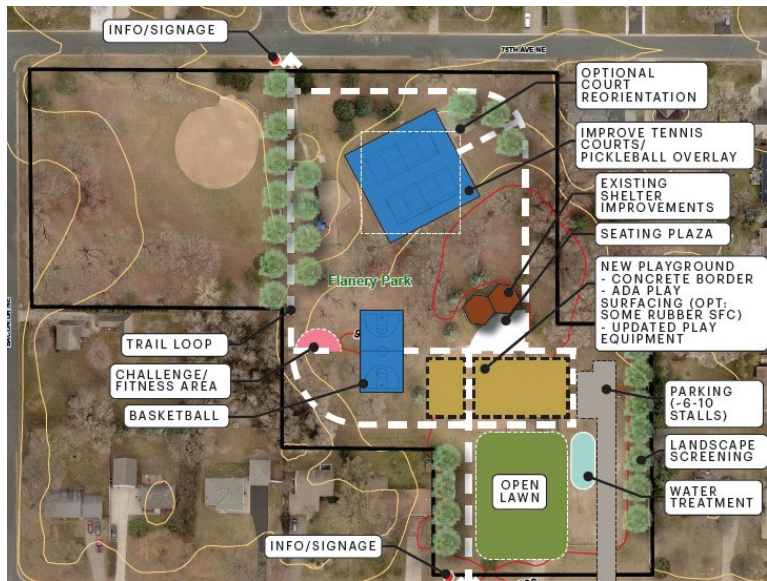 INFO/SIGNAGE
75TH AVE NE
OPTIONAL
COURT
REORIENTATION
IMPROVE TENNIS
COURTS/
PICKLEBALL OVERLAY
EXISTING
SHELTER
IMPROVEMENTS
SEATING PLAZA
Flanery Park
NEW PLAYGROUND
- CONCRETE BORDER
- ADA PLAY
SURFACING (OPT:
SOME RUBBER SFC)
- UPDATED PLAY
EQUIPMENT
TRAIL LOOP
CHALLENGE/
FITNESS AREA
BASKETBALL
PARKING
(~6-10
STALLS)
LANDSCAPE
SCREENING
OPEN
LAWN
WATER
TREATMENT
INFO/SIGNAGE